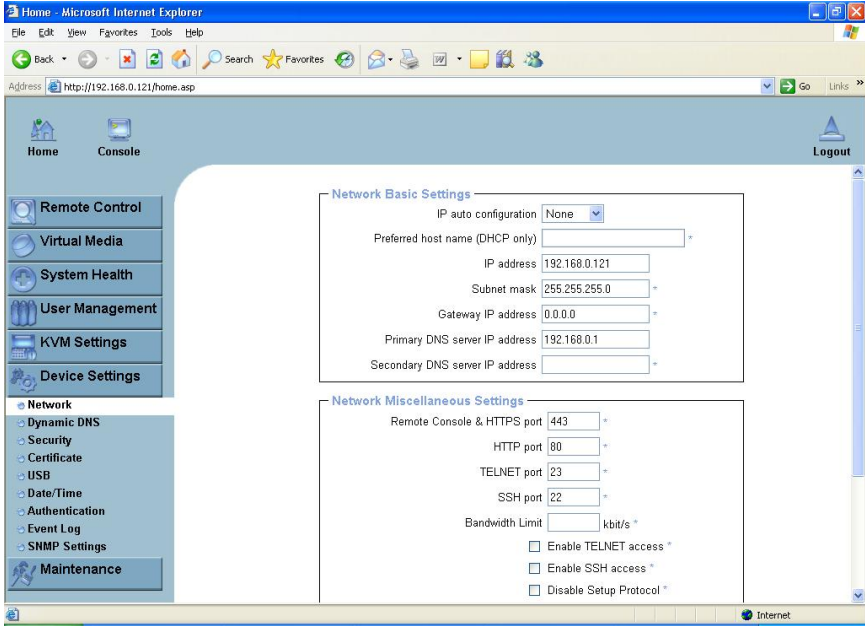 Home - Microsoft Internet Explorer
File Edit View Favorites Tools Help
Back Search Favorites
Address http://192.168.0.121/home.asp Go Links »
Home Console Logout
Remote Control
Virtual Media
System Health
User Management
KVM Settings
Device Settings
Network
Dynamic DNS
Security
Certificate
USB
Date/Time
Authentication
Event Log
SNMP Settings
Maintenance
Network Basic Settings
IP auto configuration None
Preferred host name (DHCP only) *
IP address 192.168.0.121
Subnet mask 255.255.255.0 *
Gateway IP address 0.0.0.0 *
Primary DNS server IP address 192.168.0.1
Secondary DNS server IP address *
Network Miscellaneous Settings
Remote Console & HTTPS port 443 *
HTTP port 80 *
TELNET port 23 *
SSH port 22 *
Bandwidth Limit kbit/s *
Enable TELNET access *
Enable SSH access *
Disable Setup Protocol *
Internet